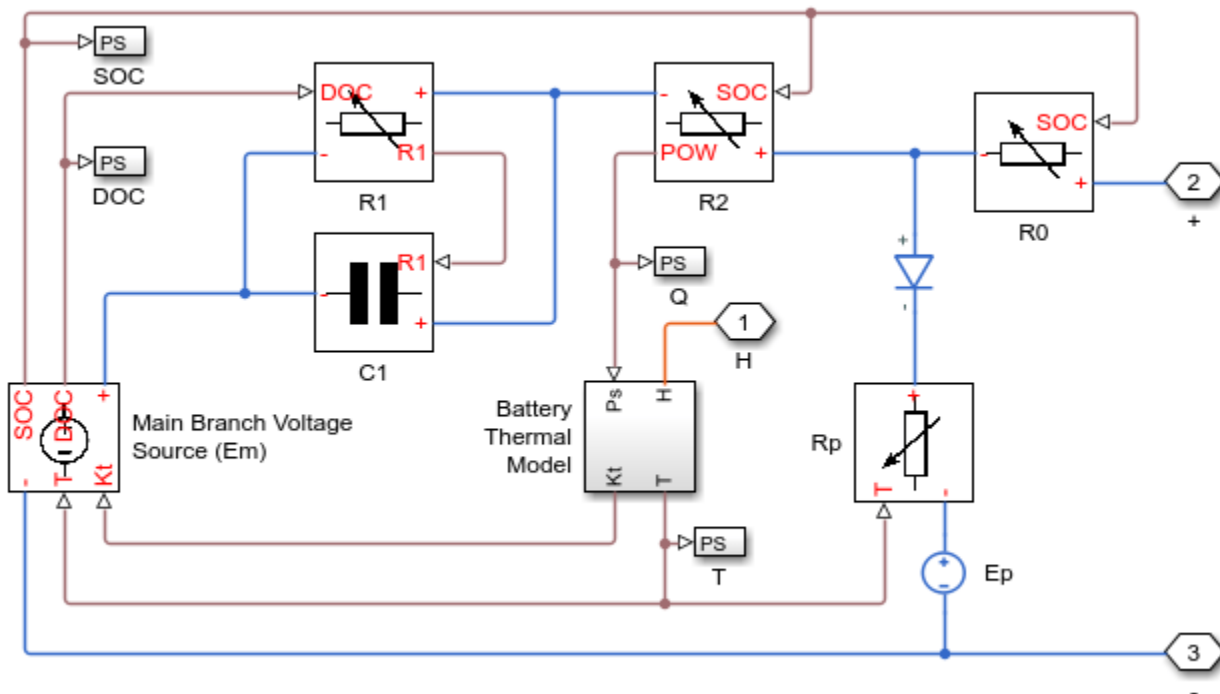 PS
SOC
DOC
+
-
R1
R1
-
SOC
POW
+
R2
SOC
-
+
R0
2
+
PS
DOC
R1
-
+
C1
PS
Q
1
H
+
-
SOC
DOC
+
-
T
Kt
Main Branch Voltage
Source (Em)
Battery
Thermal
Model
Ps
H
Kt
T
Rp
+
T
-
PS
T
+
-
Ep
3